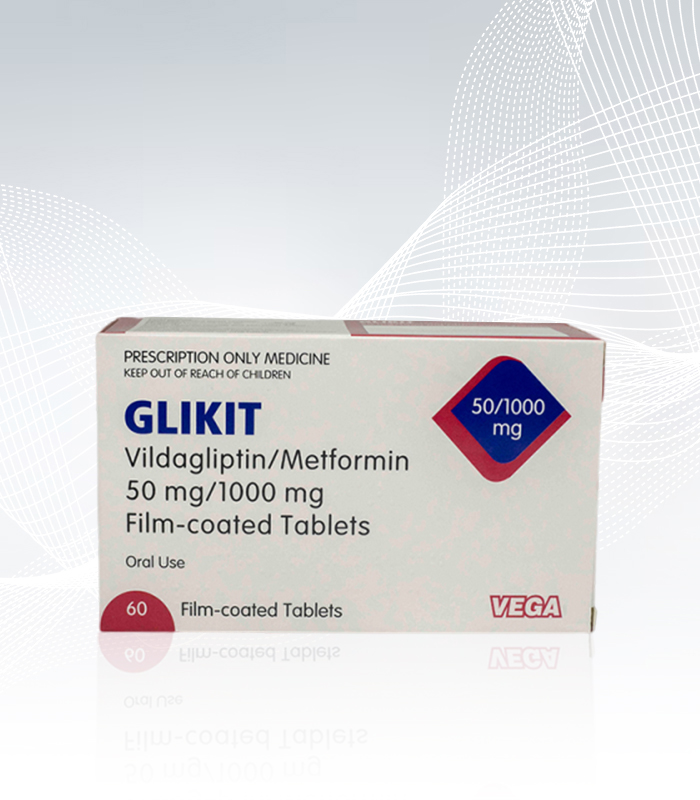 PRESCRIPTION ONLY MEDICINE
KEEP OUT OF REACH OF CHILDREN
GLIKIT
50/1000
mg
Vildagliptin/Metformin
50 mg/1000 mg
Film-coated Tablets
Oral Use
60 Film-coated Tablets
VEGA